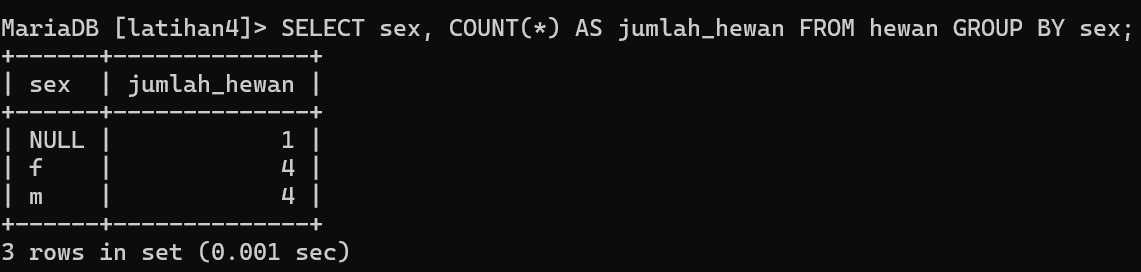 MariaDB [latihan4]> SELECT sex, COUNT(*) AS jumlah_hewan FROM hewan GROUP BY sex;
+------+--------------+
| sex  | jumlah_hewan |
+------+--------------+
| NULL |            1 |
| f    |            4 |
| m    |            4 |
+------+--------------+
3 rows in set (0.001 sec)